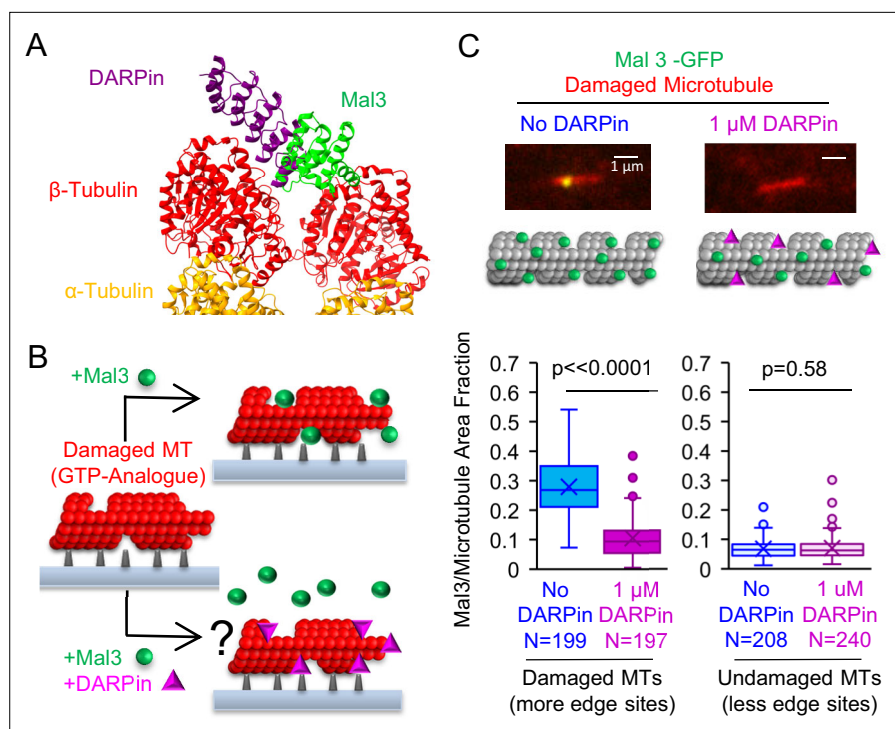 A
DARPin
Mal3
β-Tubulin
α-Tubulin
B
+Mal3
Damaged MT
(GTP-Analogue)
?
+Mal3
+DARPin
C
Mal 3 -GFP
Damaged Microtubule
No DARPin
1 µM DARPin
1 µm
Mal3/Microtubule Area Fraction
0.7
0.6
0.5
0.4
0.3
0.2
0.1
0
p<<0.0001
No
DARPin
N=199
1 µM
DARPin
N=197
Damaged MTs
(more edge sites)
0.7
0.6
0.5
0.4
0.3
0.2
0.1
0
p=0.58
No
DARPin
N=208
1 uM
DARPin
N=240
Undamaged MTs
(less edge sites)